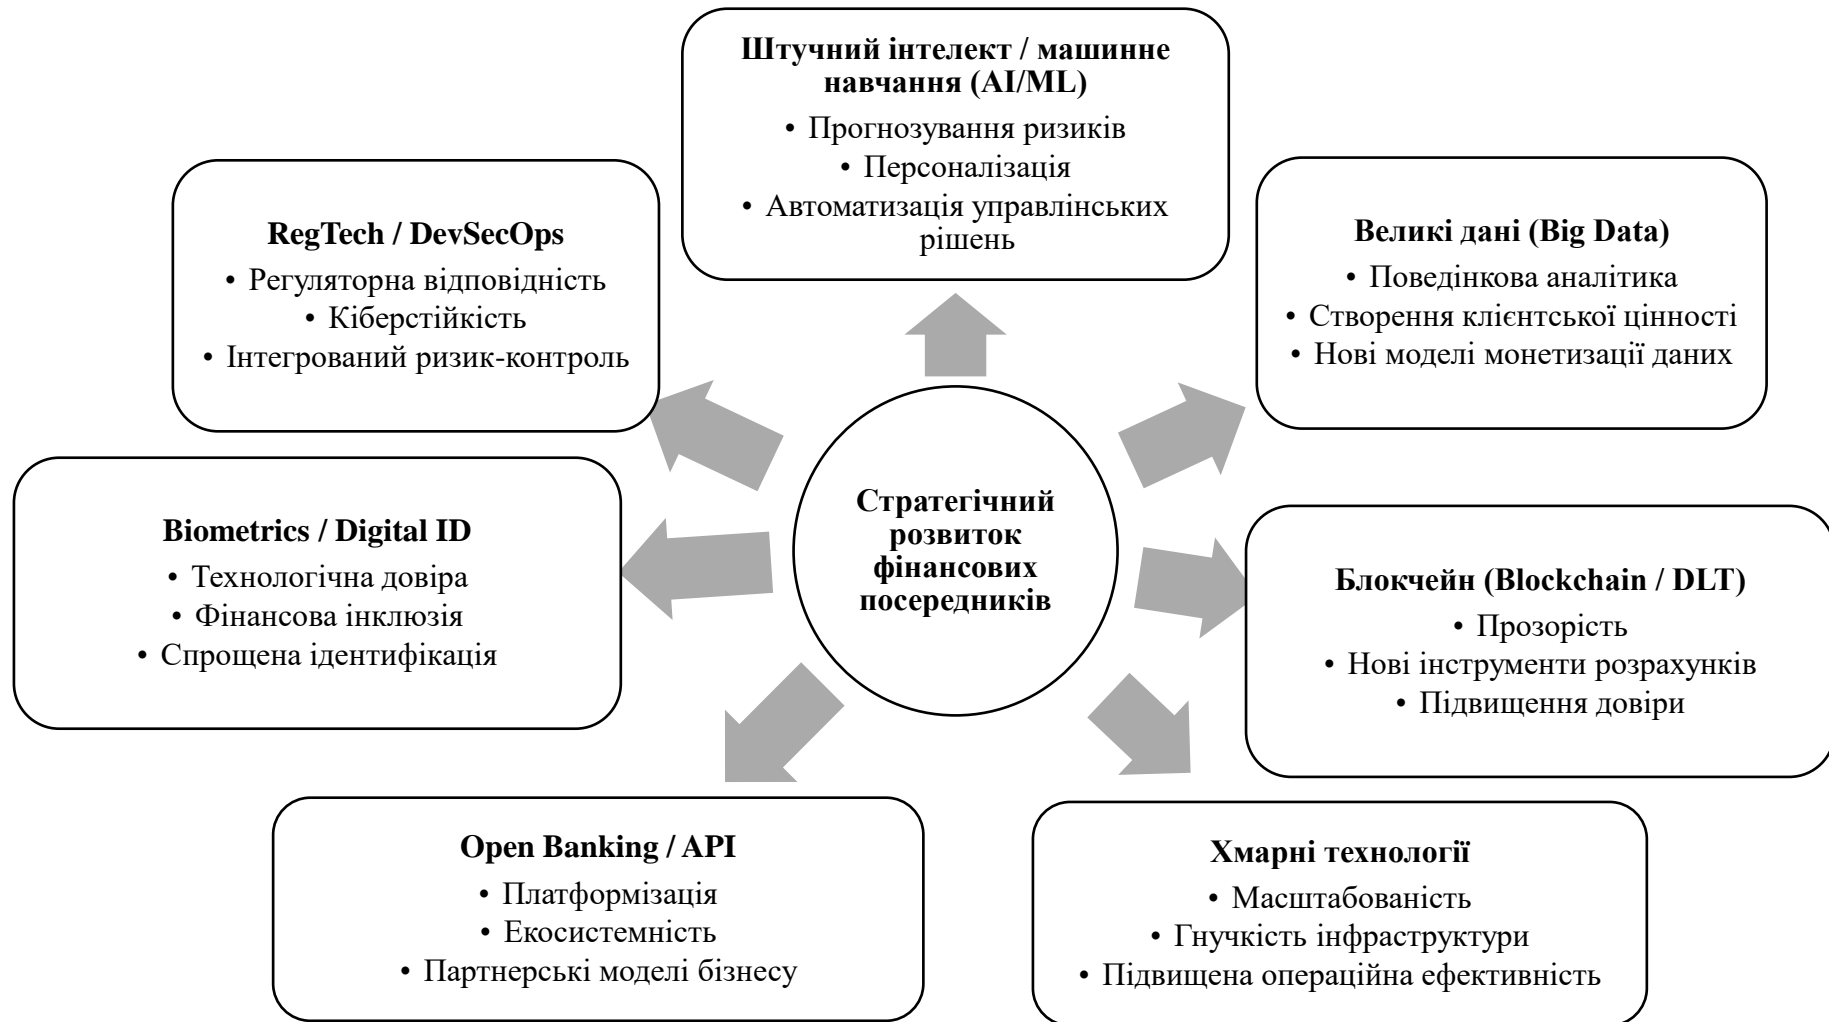 Штучний інтелект / машинне
навчання (AI/ML)
• Прогнозування ризиків
• Персоналізація
• Автоматизація управлінських
рішень
RegTech / DevSecOps
• Регуляторна відповідність
• Кіберстійкість
• Інтегрований ризик-контроль
Великі дані (Big Data)
• Поведінкова аналітика
• Створення клієнтської цінності
• Нові моделі монетизації даних
Biometrics / Digital ID
• Технологічна довіра
• Фінансова інклюзія
• Спрощена ідентифікація
Стратегічний
розвиток
фінансових
посередників
Блокчейн (Blockchain / DLT)
• Прозорість
• Нові інструменти розрахунків
• Підвищення довіри
Open Banking / API
• Платформізація
• Екосистемність
• Партнерські моделі бізнесу
Хмарні технології
• Масштабованість
• Гнучкість інфраструктури
• Підвищена операційна ефективність